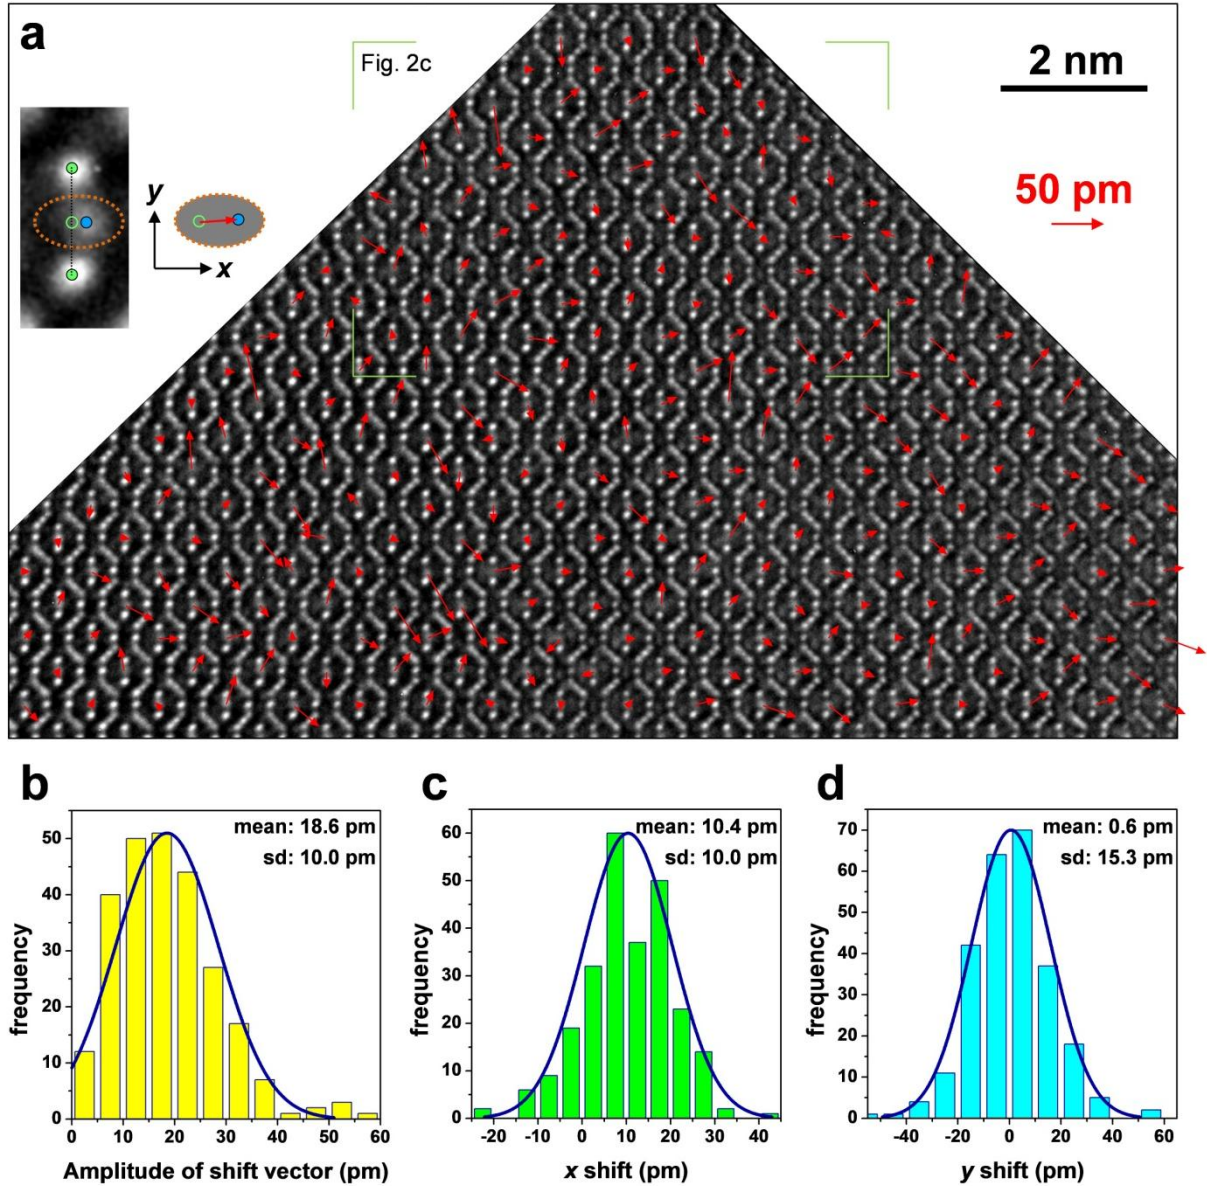 a
Fig. 2c
2 nm
50 pm
y
x
b
mean: 18.6 pm
sd: 10.0 pm
frequency
50
40
30
20
10
0
0 10 20 30 40 50 60
Amplitude of shift vector (pm)
c
mean: 10.4 pm
sd: 10.0 pm
frequency
60
50
40
30
20
10
0
-20 -10 0 10 20 30 40
x shift (pm)
d
mean: 0.6 pm
sd: 15.3 pm
frequency
70
60
50
40
30
20
10
0
-40 -20 0 20 40 60
y shift (pm)